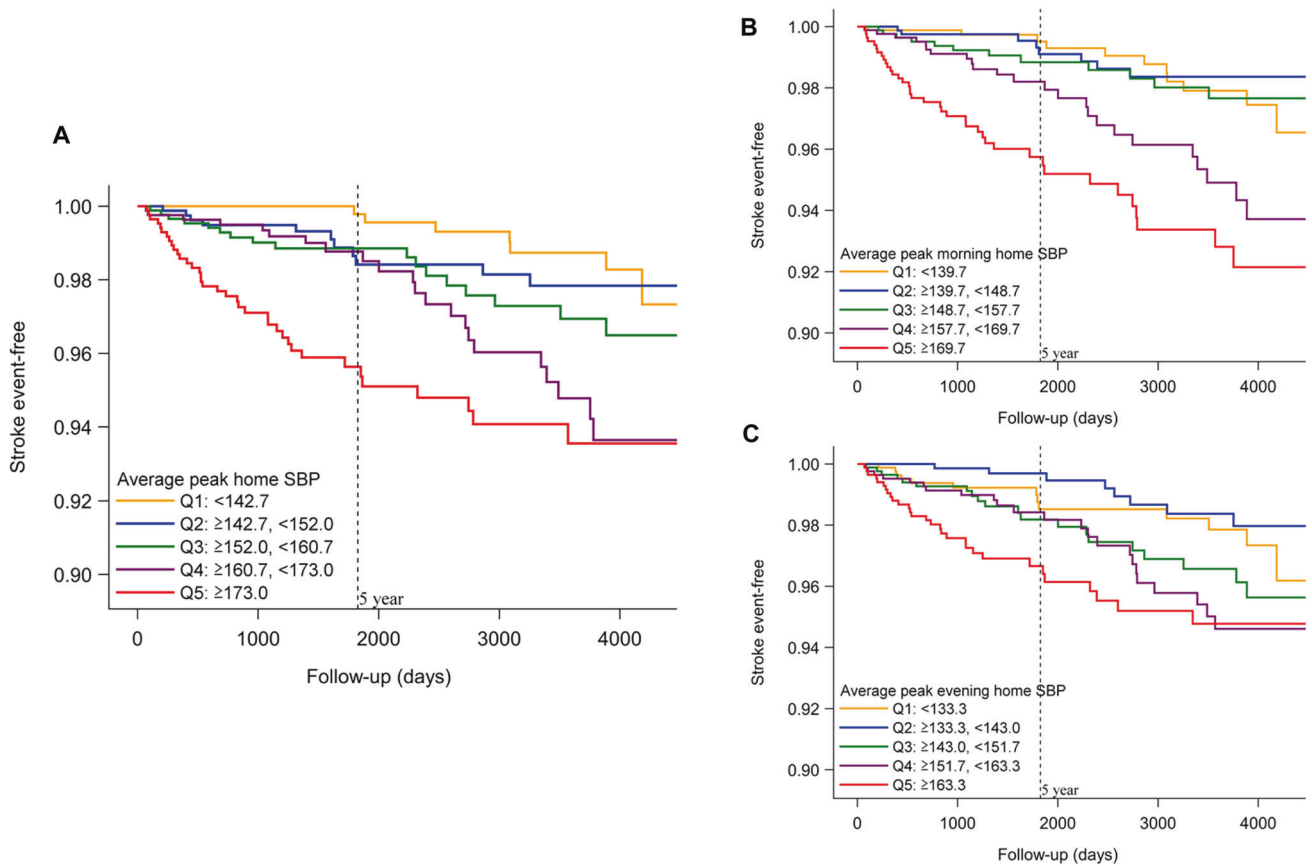 A
1.00
0.98
0.96
0.94
0.92
0.90
Stroke event-free
Average peak home SBP
Q1: <142.7
Q2: ≥142.7, <152.0
Q3: ≥152.0, <160.7
Q4: ≥160.7, <173.0
Q5: ≥173.0
5 year
0 1000 2000 3000 4000
Follow-up (days)
B
1.00
0.98
0.96
0.94
0.92
0.90
Stroke event-free
Average peak morning home SBP
Q1: <139.7
Q2: ≥139.7, <148.7
Q3: ≥148.7, <157.7
Q4: ≥157.7, <169.7
Q5: ≥169.7
5 year
0 1000 2000 3000 4000
Follow-up (days)
C
1.00
0.98
0.96
0.94
0.92
0.90
Stroke event-free
Average peak evening home SBP
Q1: <133.3
Q2: ≥133.3, <143.0
Q3: ≥143.0, <151.7
Q4: ≥151.7, <163.3
Q5: ≥163.3
5 year
0 1000 2000 3000 4000
Follow-up (days)